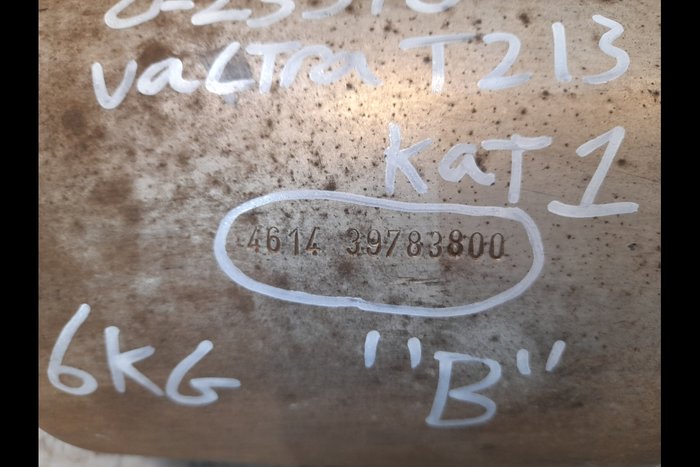 VaLTra T213
KaT 1
4614 39783800
6KG "B"